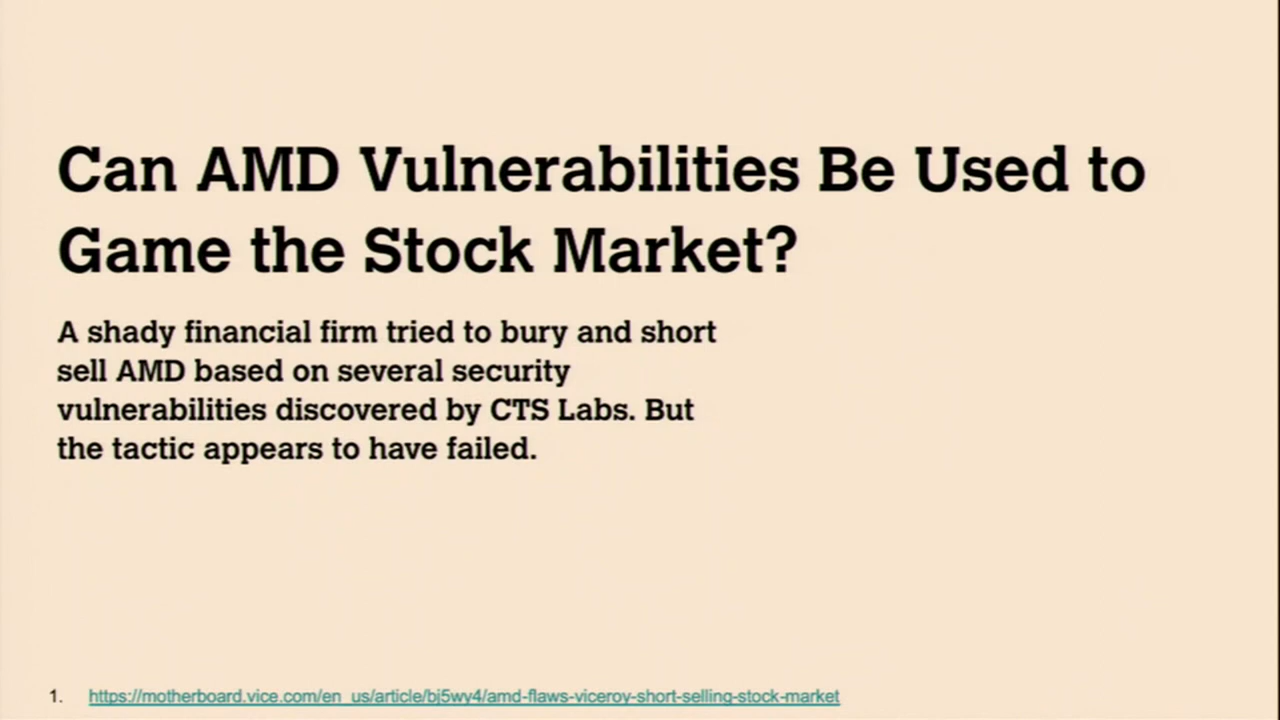 Can AMD Vulnerabilities Be Used to
Game the Stock Market?
A shady financial firm tried to bury and short
sell AMD based on several security
vulnerabilities discovered by CTS Labs. But
the tactic appears to have failed.
1. https://motherboard.vice.com/en_us/article/bj5wy4/amd-flaws-viceroy-short-selling-stock-market